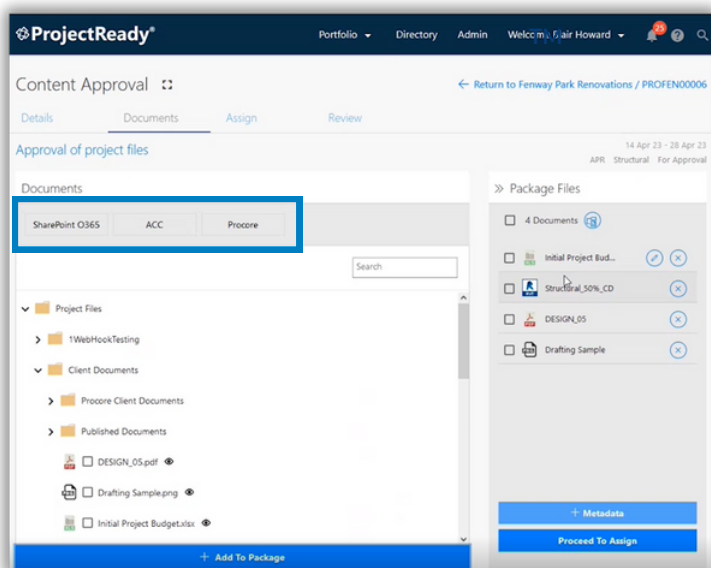 ProjectReady®
Portfolio Directory Admin Blair Howard 25
Content Approval
← Return to Fenway Park Renovations / PROFEN00006
Details Documents Assign Review
Approval of project files
14 Apr 23 - 28 Apr 23
APR Structural For Approval
Documents
SharePoint O365 ACC Procore
Search
Project Files
1WebHookTesting
Client Documents
Procore Client Documents
Published Documents
DESIGN_05.pdf
Drafting Sample.png
Initial Project Budget.xlsx
+ Add To Package
Package Files
4 Documents
Initial Project Bud...
Structural_50%_CD
DESIGN_05
Drafting Sample
+ Metadata
Proceed To Assign